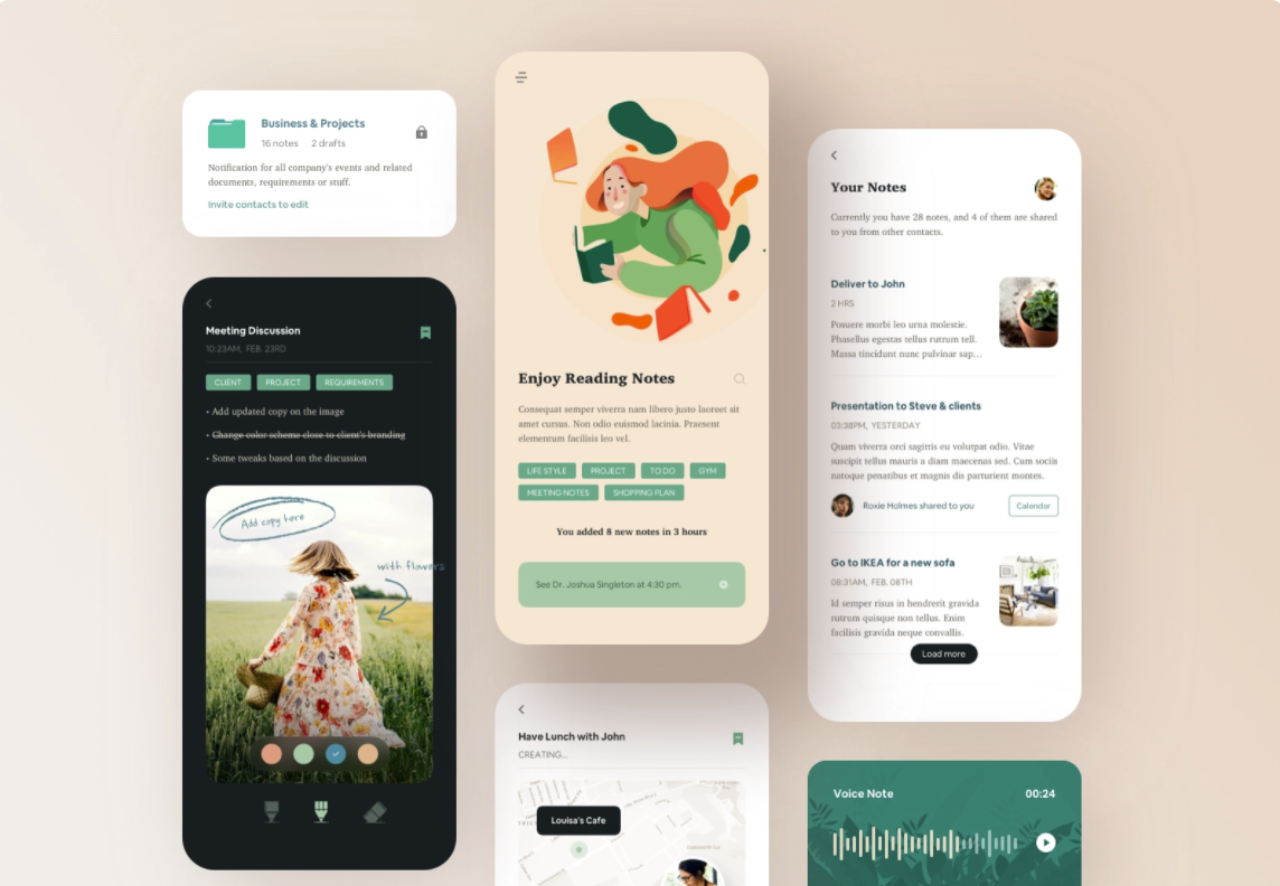 Business & Projects
16 notes 2 drafts
Notification for all company's events and related
documents, requirements or stuff.
Invite contacts to edit
Meeting Discussion
10:23AM, FEB. 23RD
CLIENT PROJECT REQUIREMENTS
• Add updated copy on the image
• Change color scheme close to client's branding
• Some tweaks based on the discussion
Add copy here
with flowers
Enjoy Reading Notes
Consequat semper viverra nam libero justo laoreet sit
amet cursus. Non odio euismod lacinia. Praesent
elementum facilisis leo vel.
LIFE STYLE PROJECT TO DO GYM
MEETING NOTES SHOPPING PLAN
You added 8 new notes in 3 hours
See Dr. Joshua Singleton at 4:30 pm.
Have Lunch with John
CREATING...
Louisa's Cafe
Your Notes
Currently you have 28 notes, and 4 of them are shared
to you from other contacts.
Deliver to John
2 HRS
Posuere morbi leo urna molestie.
Phasellus egestas tellus rutrum tell.
Massa tincidunt nunc pulvinar sap...
Presentation to Steve & clients
03:38PM, YESTERDAY
Quam viverra orci sagittis eu volutpat odio. Vitae
suscipit tellus mauris a diam maecenas sed. Cum sociis
natoque penatibus et magnis dis parturient montes.
Roxie Holmes shared to you
Calendar
Go to IKEA for a new sofa
08:31AM, FEB. 08TH
Id semper risus in hendrerit gravida
rutrum quisque non tellus. Enim
facilisis gravida neque convallis.
Load more
Voice Note 00:24